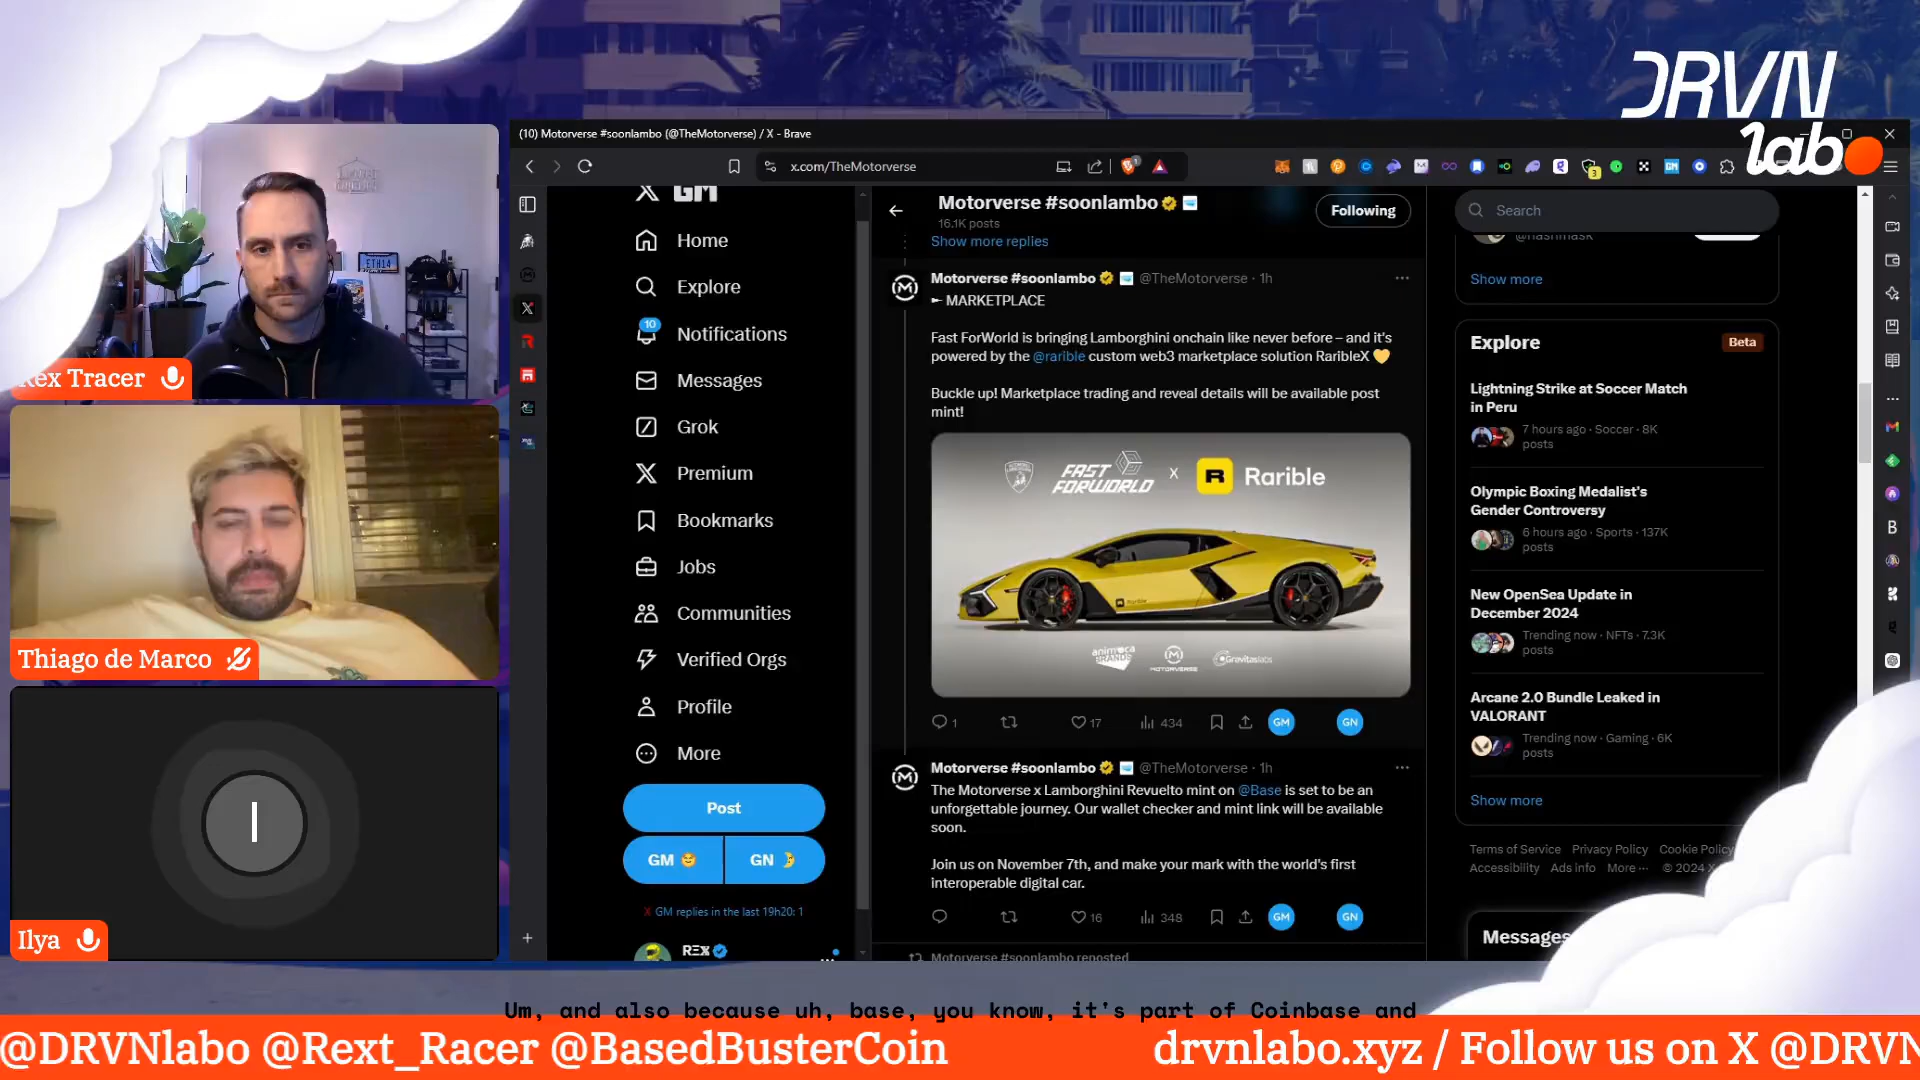 DRVN
labo
(10) Motorverse #soonlambo (@TheMotorverse) / X - Brave
x.com/TheMotorverse
GM
Home
Explore
10
Notifications
Messages
Grok
Premium
Bookmarks
Jobs
Communities
Verified Orgs
Profile
More
Post
GM
GN
X GM replies in the last 19h20: 1
REX
Motorverse #soonlambo
16.1K posts
Following
Show more replies
Motorverse #soonlambo @TheMotorverse · 1h
MARKETPLACE
Fast ForWorld is bringing Lamborghini onchain like never before – and it's
powered by the @rarible custom web3 marketplace solution RaribleX
Buckle up! Marketplace trading and reveal details will be available post
mint!
FAST
FORWORLD
X
R
Rarible
animoca
BRANDS
MOTORVERSE
Gravitaslabs
1
17
434
GM
GN
Motorverse #soonlambo @TheMotorverse · 1h
The Motorverse x Lamborghini Revuelto mint on @Base is set to be an
unforgettable journey. Our wallet checker and mint link will be available
soon.
Join us on November 7th, and make your mark with the world's first
interoperable digital car.
16
348
GM
GN
Motorverse #soonlambo reposted
Search
@hashmask
Show more
Explore
Beta
Lightning Strike at Soccer Match
in Peru
7 hours ago · Soccer · 8K
posts
Olympic Boxing Medalist's
Gender Controversy
6 hours ago · Sports · 137K
posts
New OpenSea Update in
December 2024
Trending now · NFTs · 7.3K
posts
Arcane 2.0 Bundle Leaked in
VALORANT
Trending now · Gaming · 6K
posts
Show more
Terms of Service Privacy Policy Cookie Policy
Accessibility Ads info More ··· © 2024 X
Messages
ETH14
Rex Tracer
Thiago de Marco
I
Ilya
Um, and also because uh, base, you know, it's part of Coinbase and
@DRVNlabo @Rext_Racer @BasedBusterCoin
drvnlabo.xyz / Follow us on X @DRVN